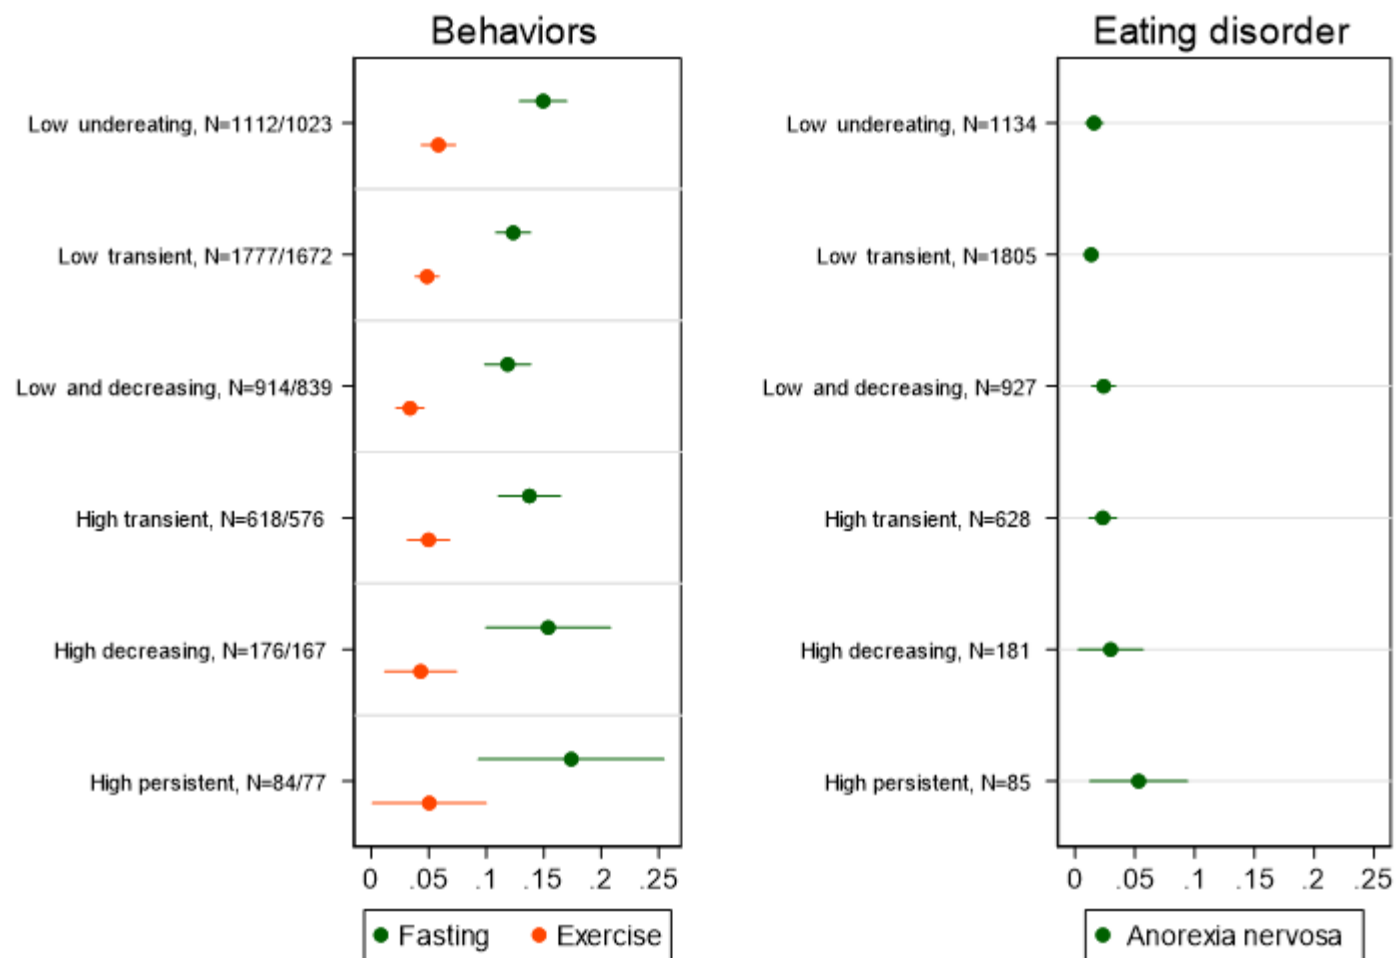 Behaviors
Low undereating, N=1112/1023
Low transient, N=1777/1672
Low and decreasing, N=914/839
High transient, N=618/576
High decreasing, N=176/167
High persistent, N=84/77
0 .05 .1 .15 .2 .25
Fasting Exercise
Eating disorder
Low undereating, N=1134
Low transient, N=1805
Low and decreasing, N=927
High transient, N=628
High decreasing, N=181
High persistent, N=85
0 .05 .1 .15 .2 .25
Anorexia nervosa